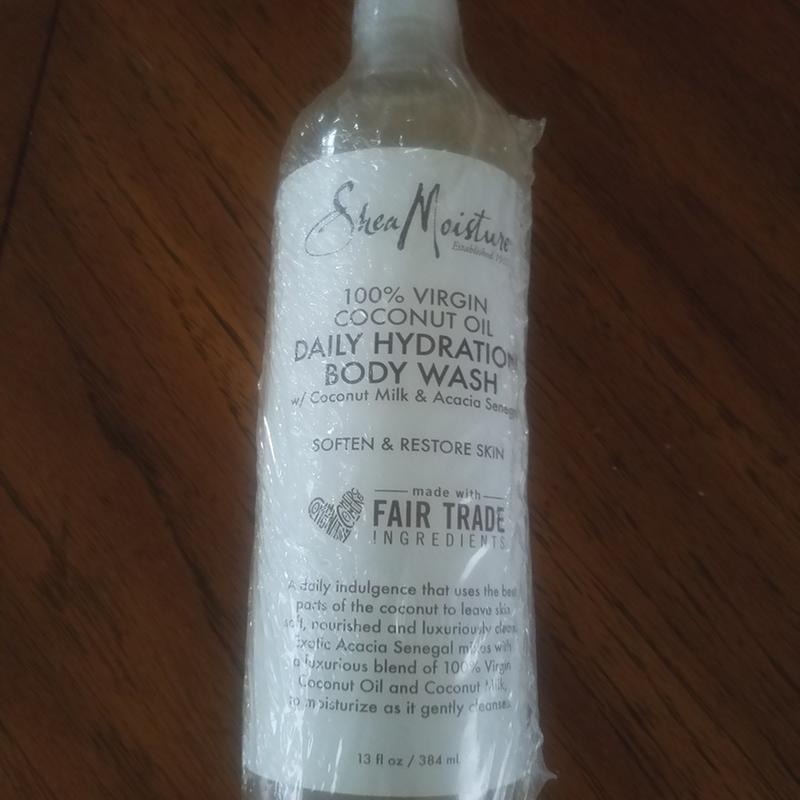 SheaMoisture
Established
100% VIRGIN
COCONUT OIL
DAILY HYDRATION
BODY WASH
w/ Coconut Milk & Acacia Senegal
SOFTEN & RESTORE SKIN
made with
FAIR TRADE
INGREDIENTS
A daily indulgence that uses the best
parts of the coconut to leave skin
soft, nourished and luxuriously clean.
Exotic Acacia Senegal mixes with
a luxurious blend of 100% Virgin
Coconut Oil and Coconut Milk,
to moisturize as it gently cleanses.
13 fl oz / 384 ml